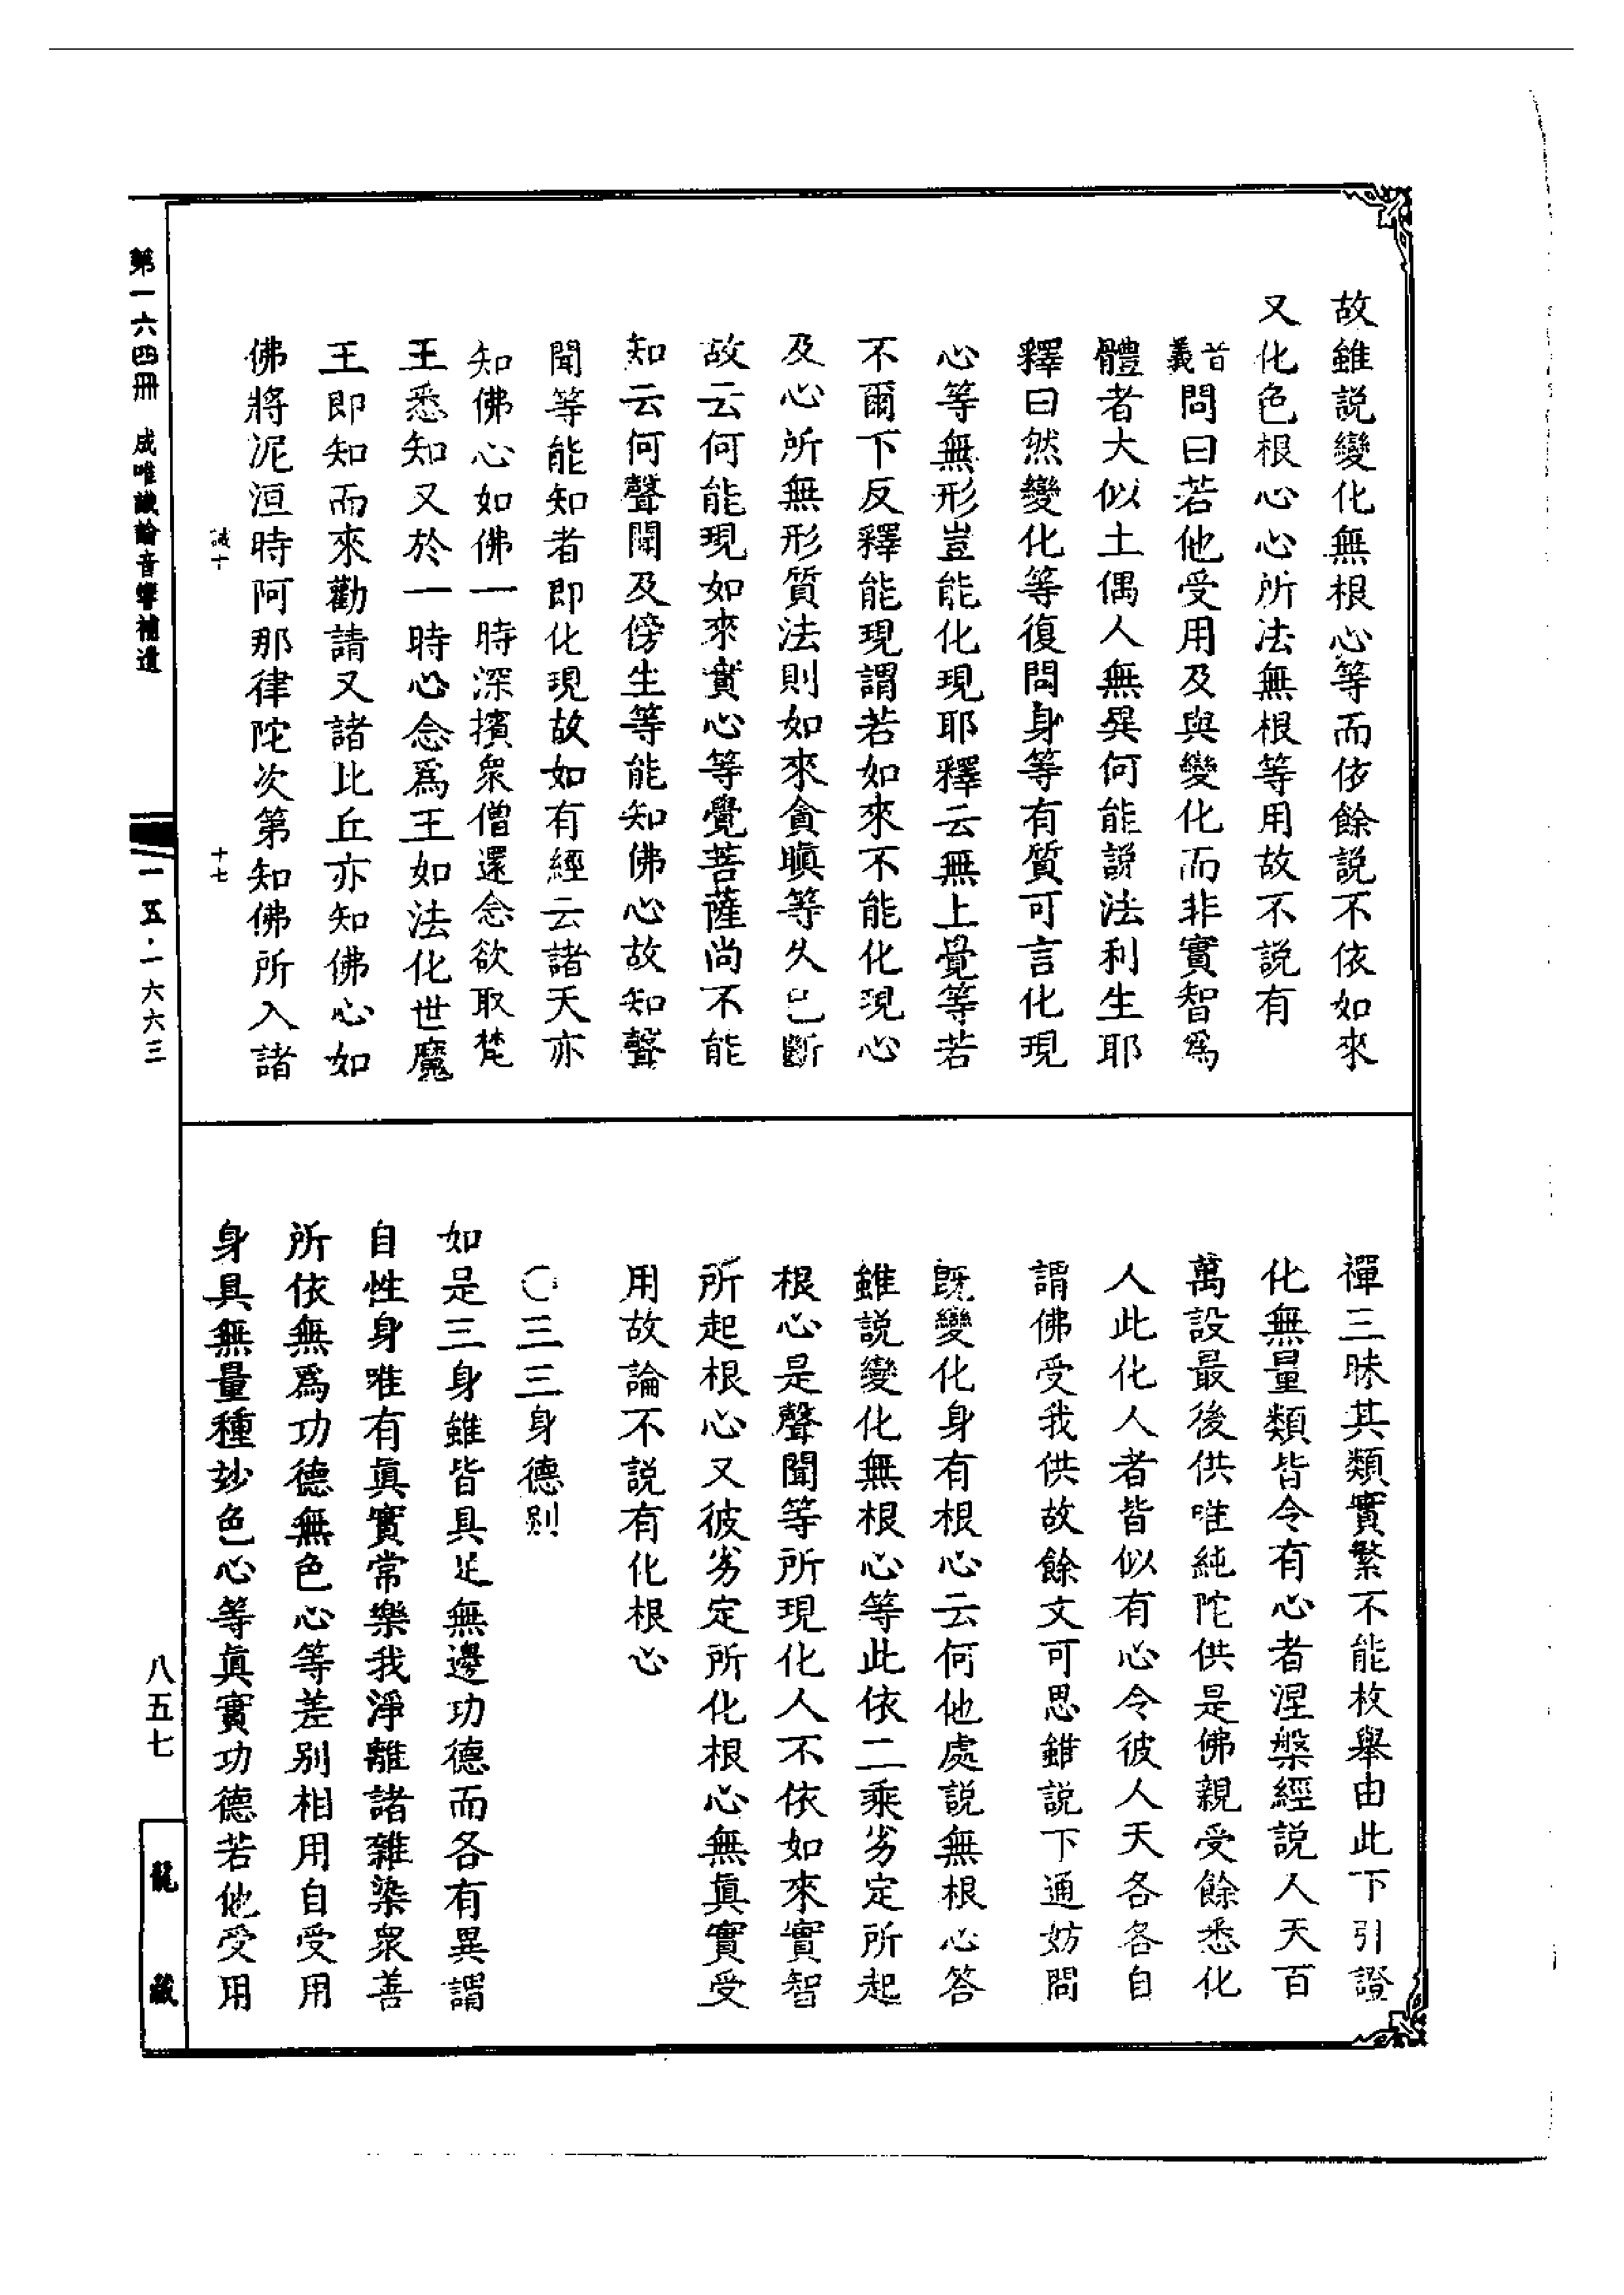 故雖説變化無根心等而依餘説不依如來
又化色根心心所法無根等用故不説有
音義問曰若他受用及與變化而非實智爲
體者大似土偶人無異何能説法利生耶
釋曰然變化等復問身等有質可言化現
心等無形豈能化現耶釋云無上覺等若
不爾下反釋能現謂若如來不能化現心
及心所無形質法則如來貪瞋等久已斷
故云何能現如來實心等覺菩薩尚不能
知云何聲聞及傍生等能知佛心故知聲
聞等能知者即化現故如有經云諸天亦
知佛心如佛一時深擯衆僧還念欲取梵
王悉知又於一時心念爲王如法化世魔
王即知而來勸請又諸比丘亦知佛心如
佛將泥洹時阿那律陀次第知佛所入諸
誠十 十七
禪三昧其類實繁不能枚舉由此下引證
化無量類皆令有心者涅槃經説人天百
萬設最後供唯純陀供是佛親受餘悉化
人此化人者皆似有心令彼人天各各自
謂佛受我供故餘文可思雖説下通妨問
既變化身有根心云何他處説無根心答
雖説變化無根心等此依二乘劣定所起
根心是聲聞等所現化人不依如來實智
所起根心又彼劣定所化根心無眞實受
用故論不説有化根心
〇三三身德别
如是三身雖皆具足無邊功德而各有異謂
自性身唯有眞實常樂我淨離諸雜染衆善
所依無爲功德無色心等差别相用自受用
身具無量種妙色心等眞實功德若他受用
第一六四冊 成唯識論音響補遺
一五·一六六三
八五七
龍藏